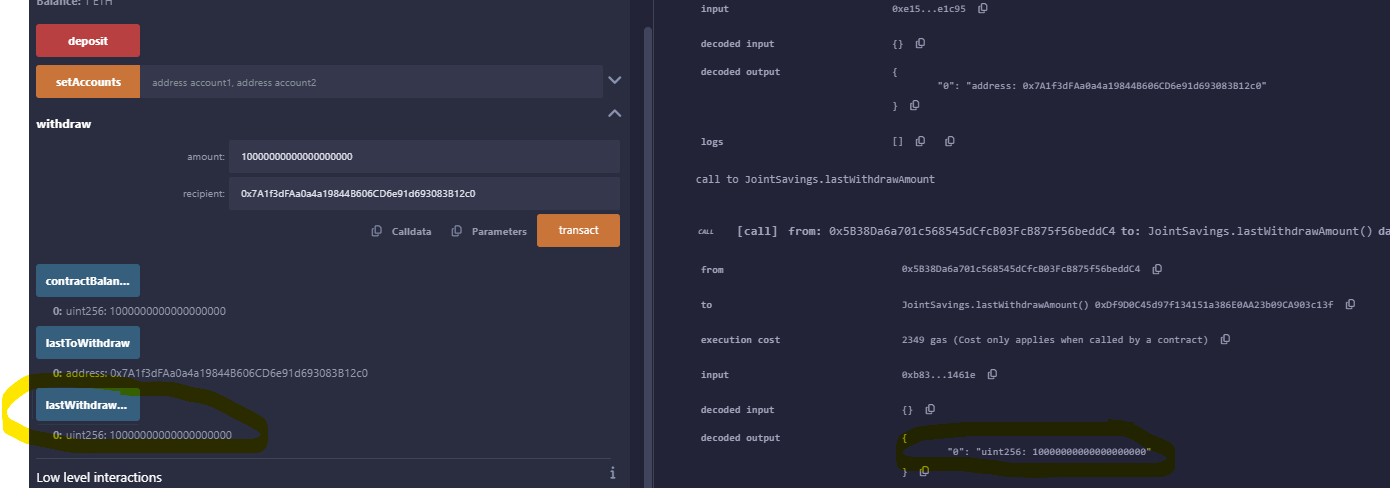 Balance: 1 ETH
deposit
setAccounts address account1, address account2
withdraw
amount: 10000000000000000000
recipient: 0x7A1f3dFAa0a4a19844B606CD6e91d693083B12c0
Calldata Parameters transact
contractBalan...
0: uint256: 1000000000000000000
lastToWithdraw
0: address: 0x7A1f3dFAa0a4a19844B606CD6e91d693083B12c0
lastWithdraw...
0: uint256: 10000000000000000000
Low level interactions i
input 0xe15...e1c95
decoded input {}
decoded output {
"0": "address: 0x7A1f3dFAa0a4a19844B606CD6e91d693083B12c0"
}
logs []
call to JointSavings.lastWithdrawAmount
CALL [call] from: 0x5B38Da6a701c568545dCfcB03FcB875f56beddC4 to: JointSavings.lastWithdrawAmount() da
from 0x5B38Da6a701c568545dCfcB03FcB875f56beddC4
to JointSavings.lastWithdrawAmount() 0xDf9D0C45d97f134151a386E0AA23b09CA903c13f
execution cost 2349 gas (Cost only applies when called by a contract)
input 0xb83...1461e
decoded input {}
decoded output {
"0": "uint256: 10000000000000000000"
}